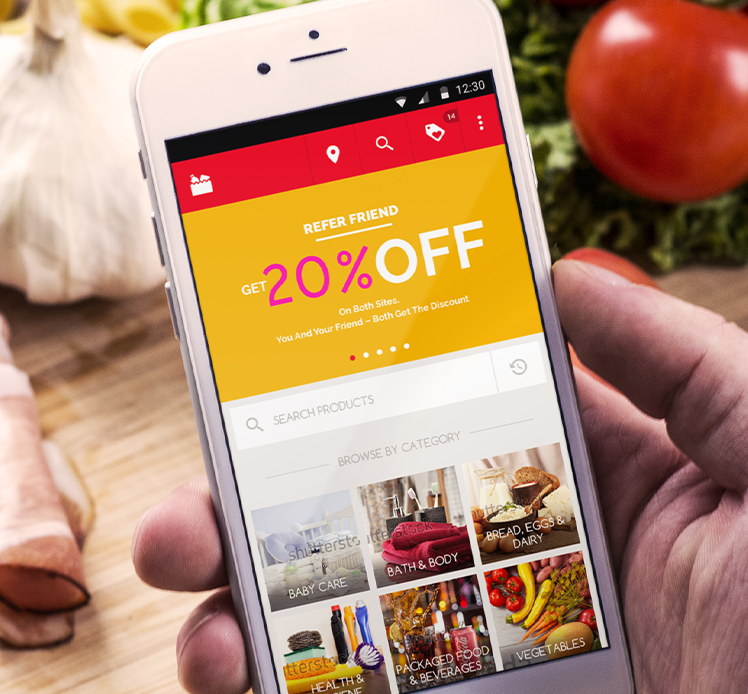 12:30
14
REFER FRIEND
GET 20% OFF
On Both Sites.
You And Your Friend – Both Get The Discount
SEARCH PRODUCTS
BROWSE BY CATEGORY
BABY CARE
BATH & BODY
BREAD, EGGS &
DAIRY
HEALTH &
PACKAGED FOOD
& BEVERAGES
VEGETABLES